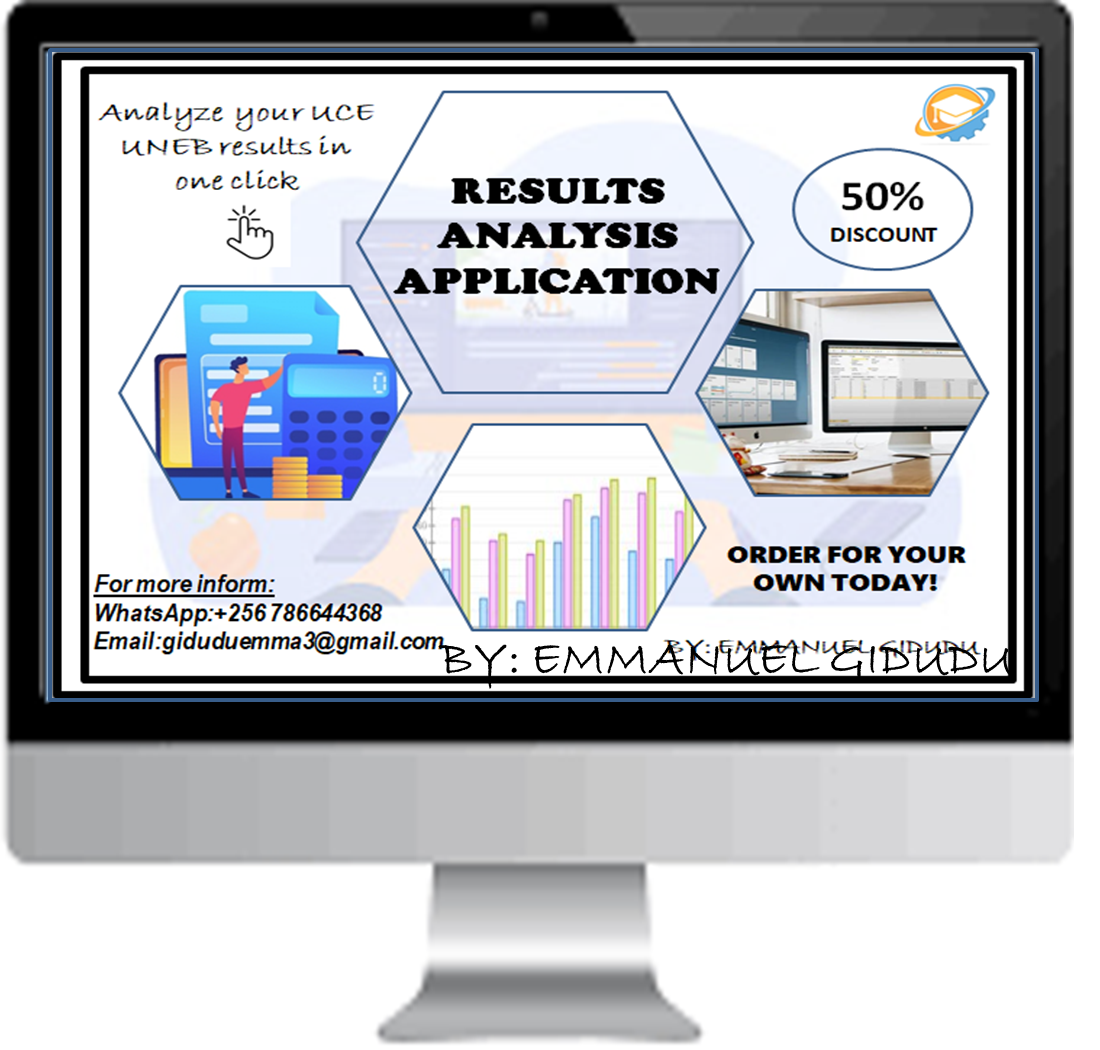 Analyze your UCE
UNEB results in
one click
RESULTS
ANALYSIS
APPLICATION
50%
DISCOUNT
0
ORDER FOR YOUR
OWN TODAY!
For more inform:
WhatsApp:+256 786644368
Email:giduduemma3@gmail.com
BY: EMMANUEL GIDUDU
BY: EMMANUEL GIDUDU